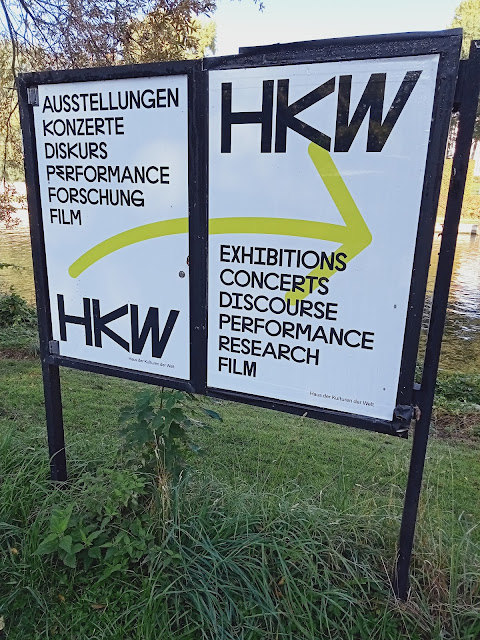 AUSSTELLUNGEN
KONZERTE
DISKURS
PERFORMANCE
FORSCHUNG
FILM
HKW
Haus der Kulturen der Welt
HKW
EXHIBITIONS
CONCERTS
DISCOURSE
PERFORMANCE
RESEARCH
FILM
Haus der Kulturen der Welt